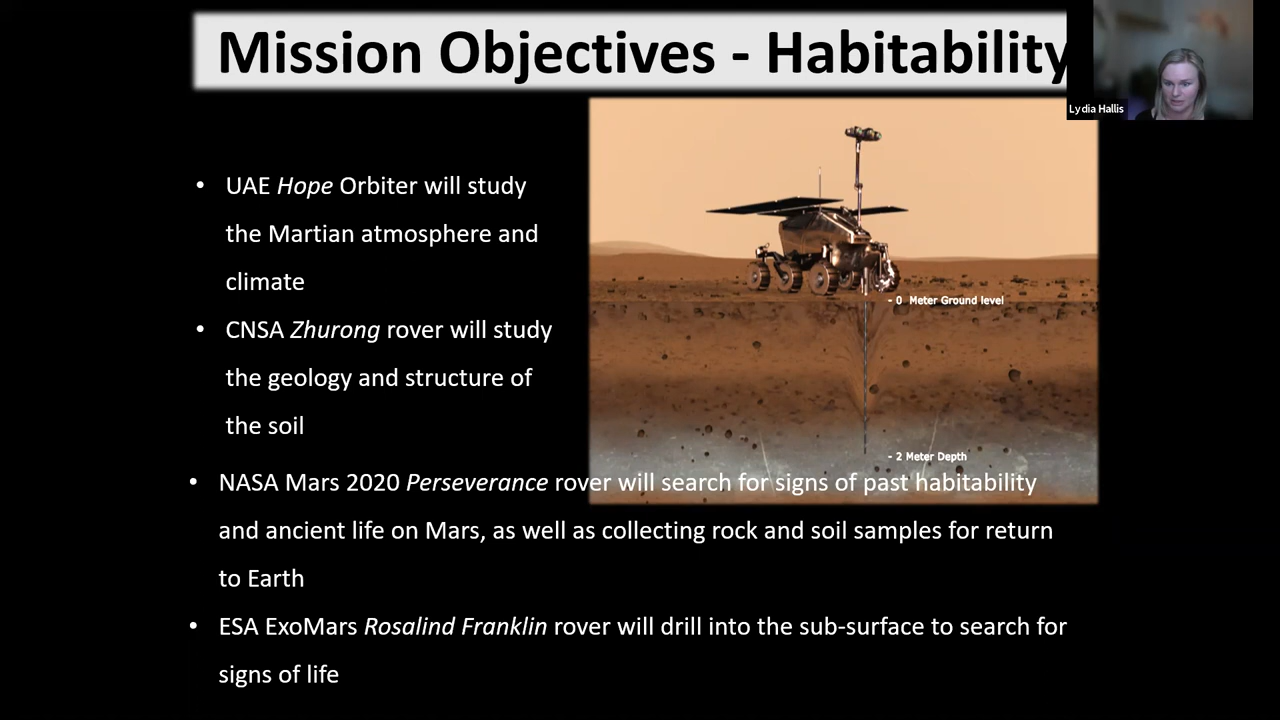 Mission Objectives - Habitability
Lydia Hallis
• UAE Hope Orbiter will study
the Martian atmosphere and
climate
• CNSA Zhurong rover will study
the geology and structure of
the soil
- 0 Meter Ground level
- 2 Meter Depth
• NASA Mars 2020 Perseverance rover will search for signs of past habitability
and ancient life on Mars, as well as collecting rock and soil samples for return
to Earth
• ESA ExoMars Rosalind Franklin rover will drill into the sub-surface to search for
signs of life